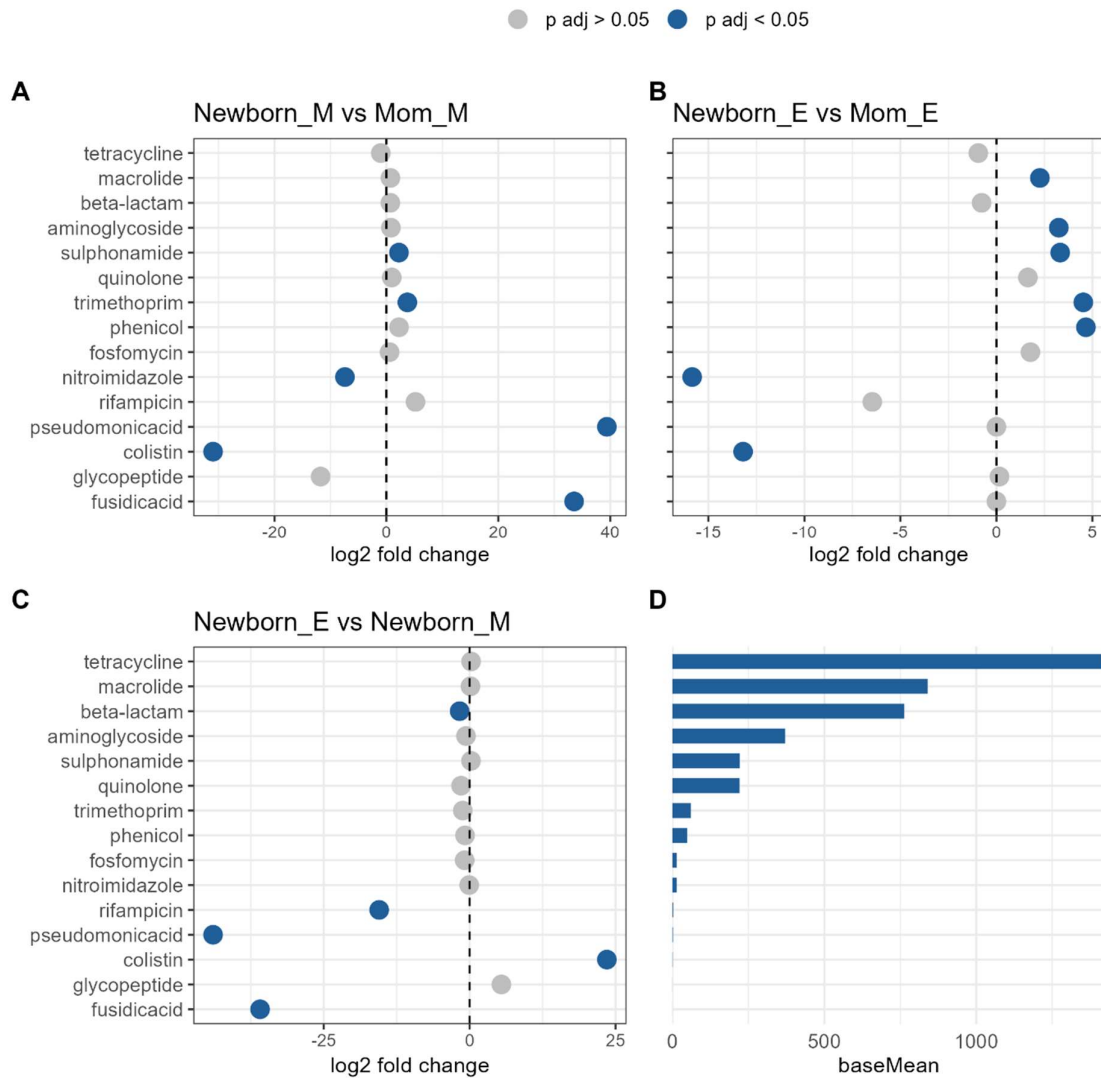 p adj > 0.05 p adj < 0.05
A
Newborn_M vs Mom_M
tetracycline
macrolide
beta-lactam
aminoglycoside
sulphonamide
quinolone
trimethoprim
phenicol
fosfomycin
nitroimidazole
rifampicin
pseudomonicacid
colistin
glycopeptide
fusidicacid
-20 0 20 40
log2 fold change
B
Newborn_E vs Mom_E
-15 -10 -5 0 5
log2 fold change
C
Newborn_E vs Newborn_M
tetracycline
macrolide
beta-lactam
aminoglycoside
sulphonamide
quinolone
trimethoprim
phenicol
fosfomycin
nitroimidazole
rifampicin
pseudomonicacid
colistin
glycopeptide
fusidicacid
-25 0 25
log2 fold change
D
0 500 1000
baseMean